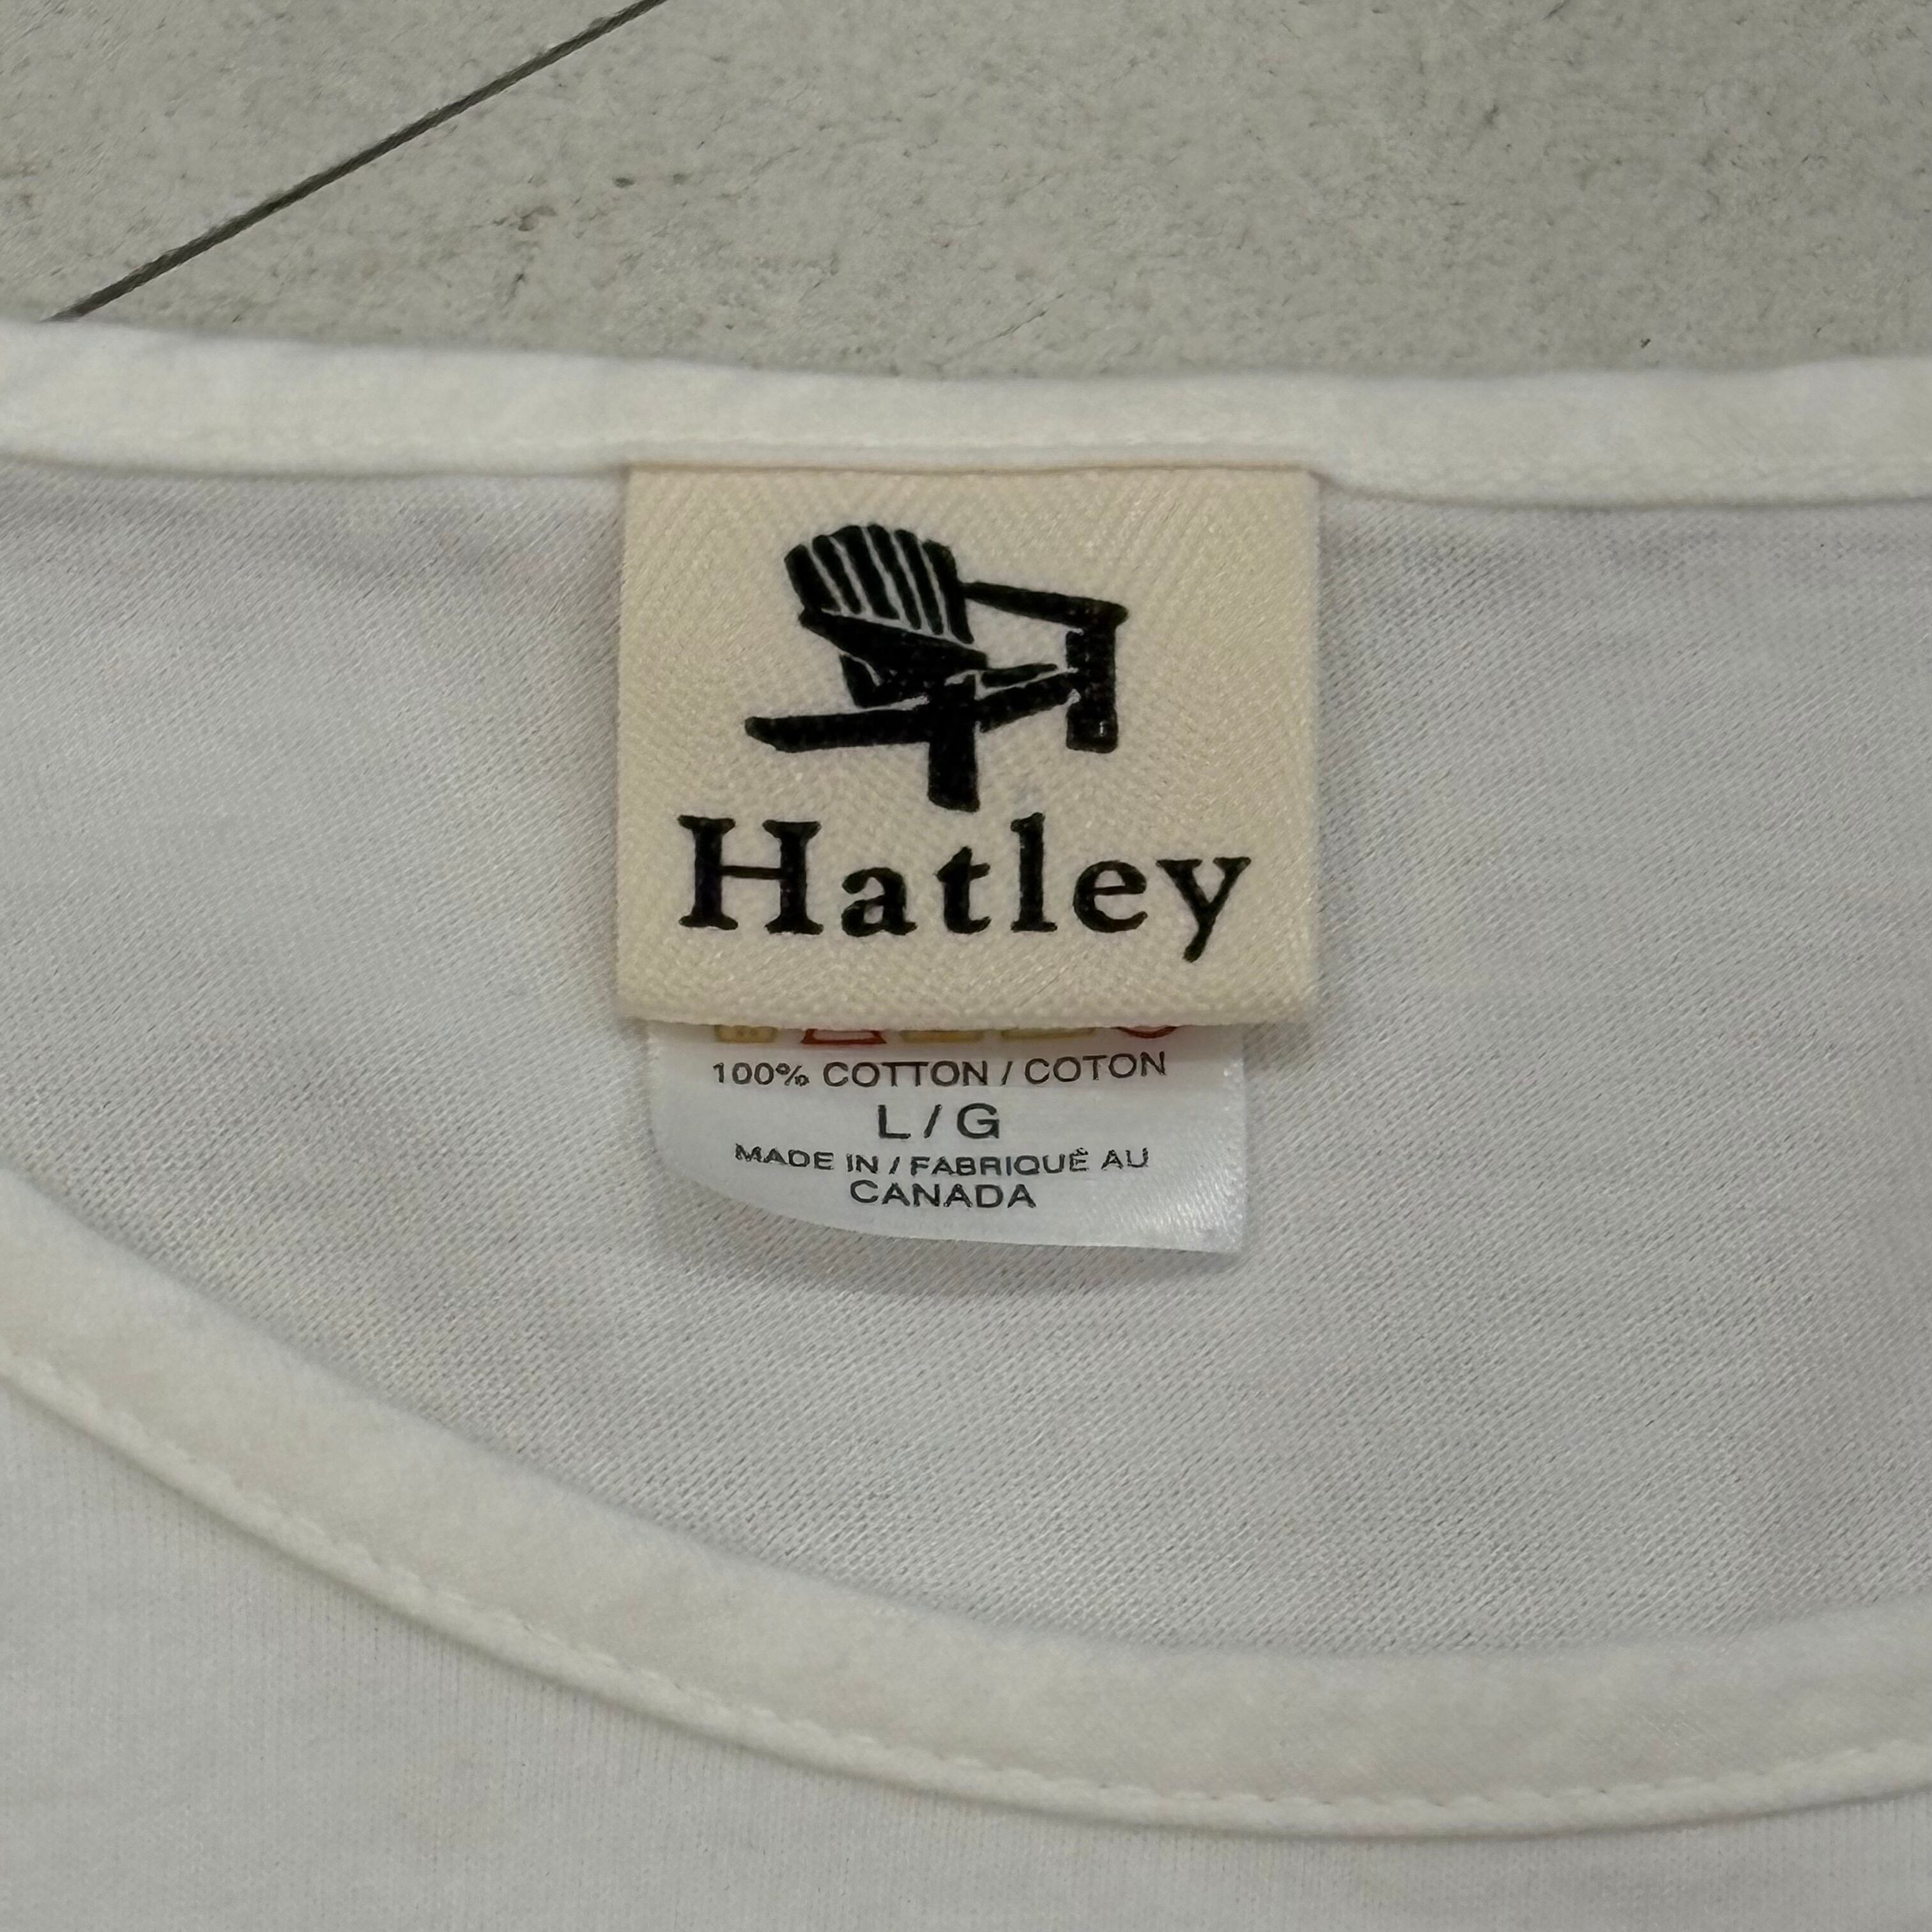 Hatley
100% COTTON / COTON
L / G
MADE IN / FABRIQUÉ AU
CANADA